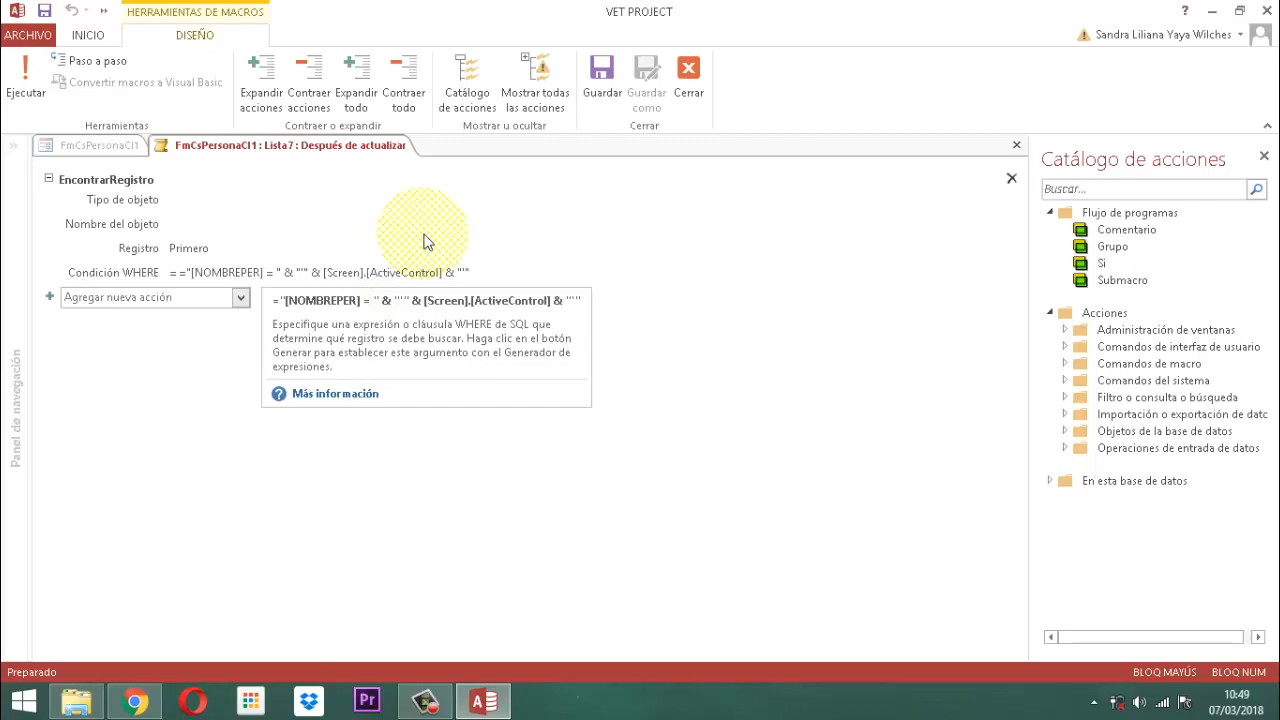 HERRAMIENTAS DE MACROS
VET PROJECT
ARCHIVO
INICIO
DISEÑO
Sandra Liliana Yaya Wilches
Ejecutar
Paso a paso
Convertir macros a Visual Basic
Herramientas
Expandir acciones
Contraer acciones
Expandir todo
Contraer todo
Contraer o expandir
Catálogo de acciones
Mostrar todas las acciones
Mostrar u ocultar
Guardar
Guardar como
Cerrar
Cerrar
FmCsPersonaCl1
FmCsPersonaCl1 : Lista7 : Después de actualizar
EncontrarRegistro
Tipo de objeto
Nombre del objeto
Registro Primero
Condición WHERE = ="[NOMBREPER] = " & "'" & [Screen].[ActiveControl] & "'"
Agregar nueva acción
="[NOMBREPER] = " & "'" & [Screen].[ActiveControl] & "'"
Especifique una expresión o cláusula WHERE de SQL que
determine qué registro se debe buscar. Haga clic en el botón
Generar para establecer este argumento con el Generador de
expresiones.
Más información
Panel de navegación
Catálogo de acciones
Buscar...
Flujo de programas
Comentario
Grupo
Si
Submacro
Acciones
Administración de ventanas
Comandos de interfaz de usuario
Comandos de macro
Comandos del sistema
Filtro o consulta o búsqueda
Importación o exportación de datc
Objetos de la base de datos
Operaciones de entrada de datos
En esta base de datos
Preparado
BLOQ MAYÚS
BLOQ NUM
Pr
10:49
07/03/2018